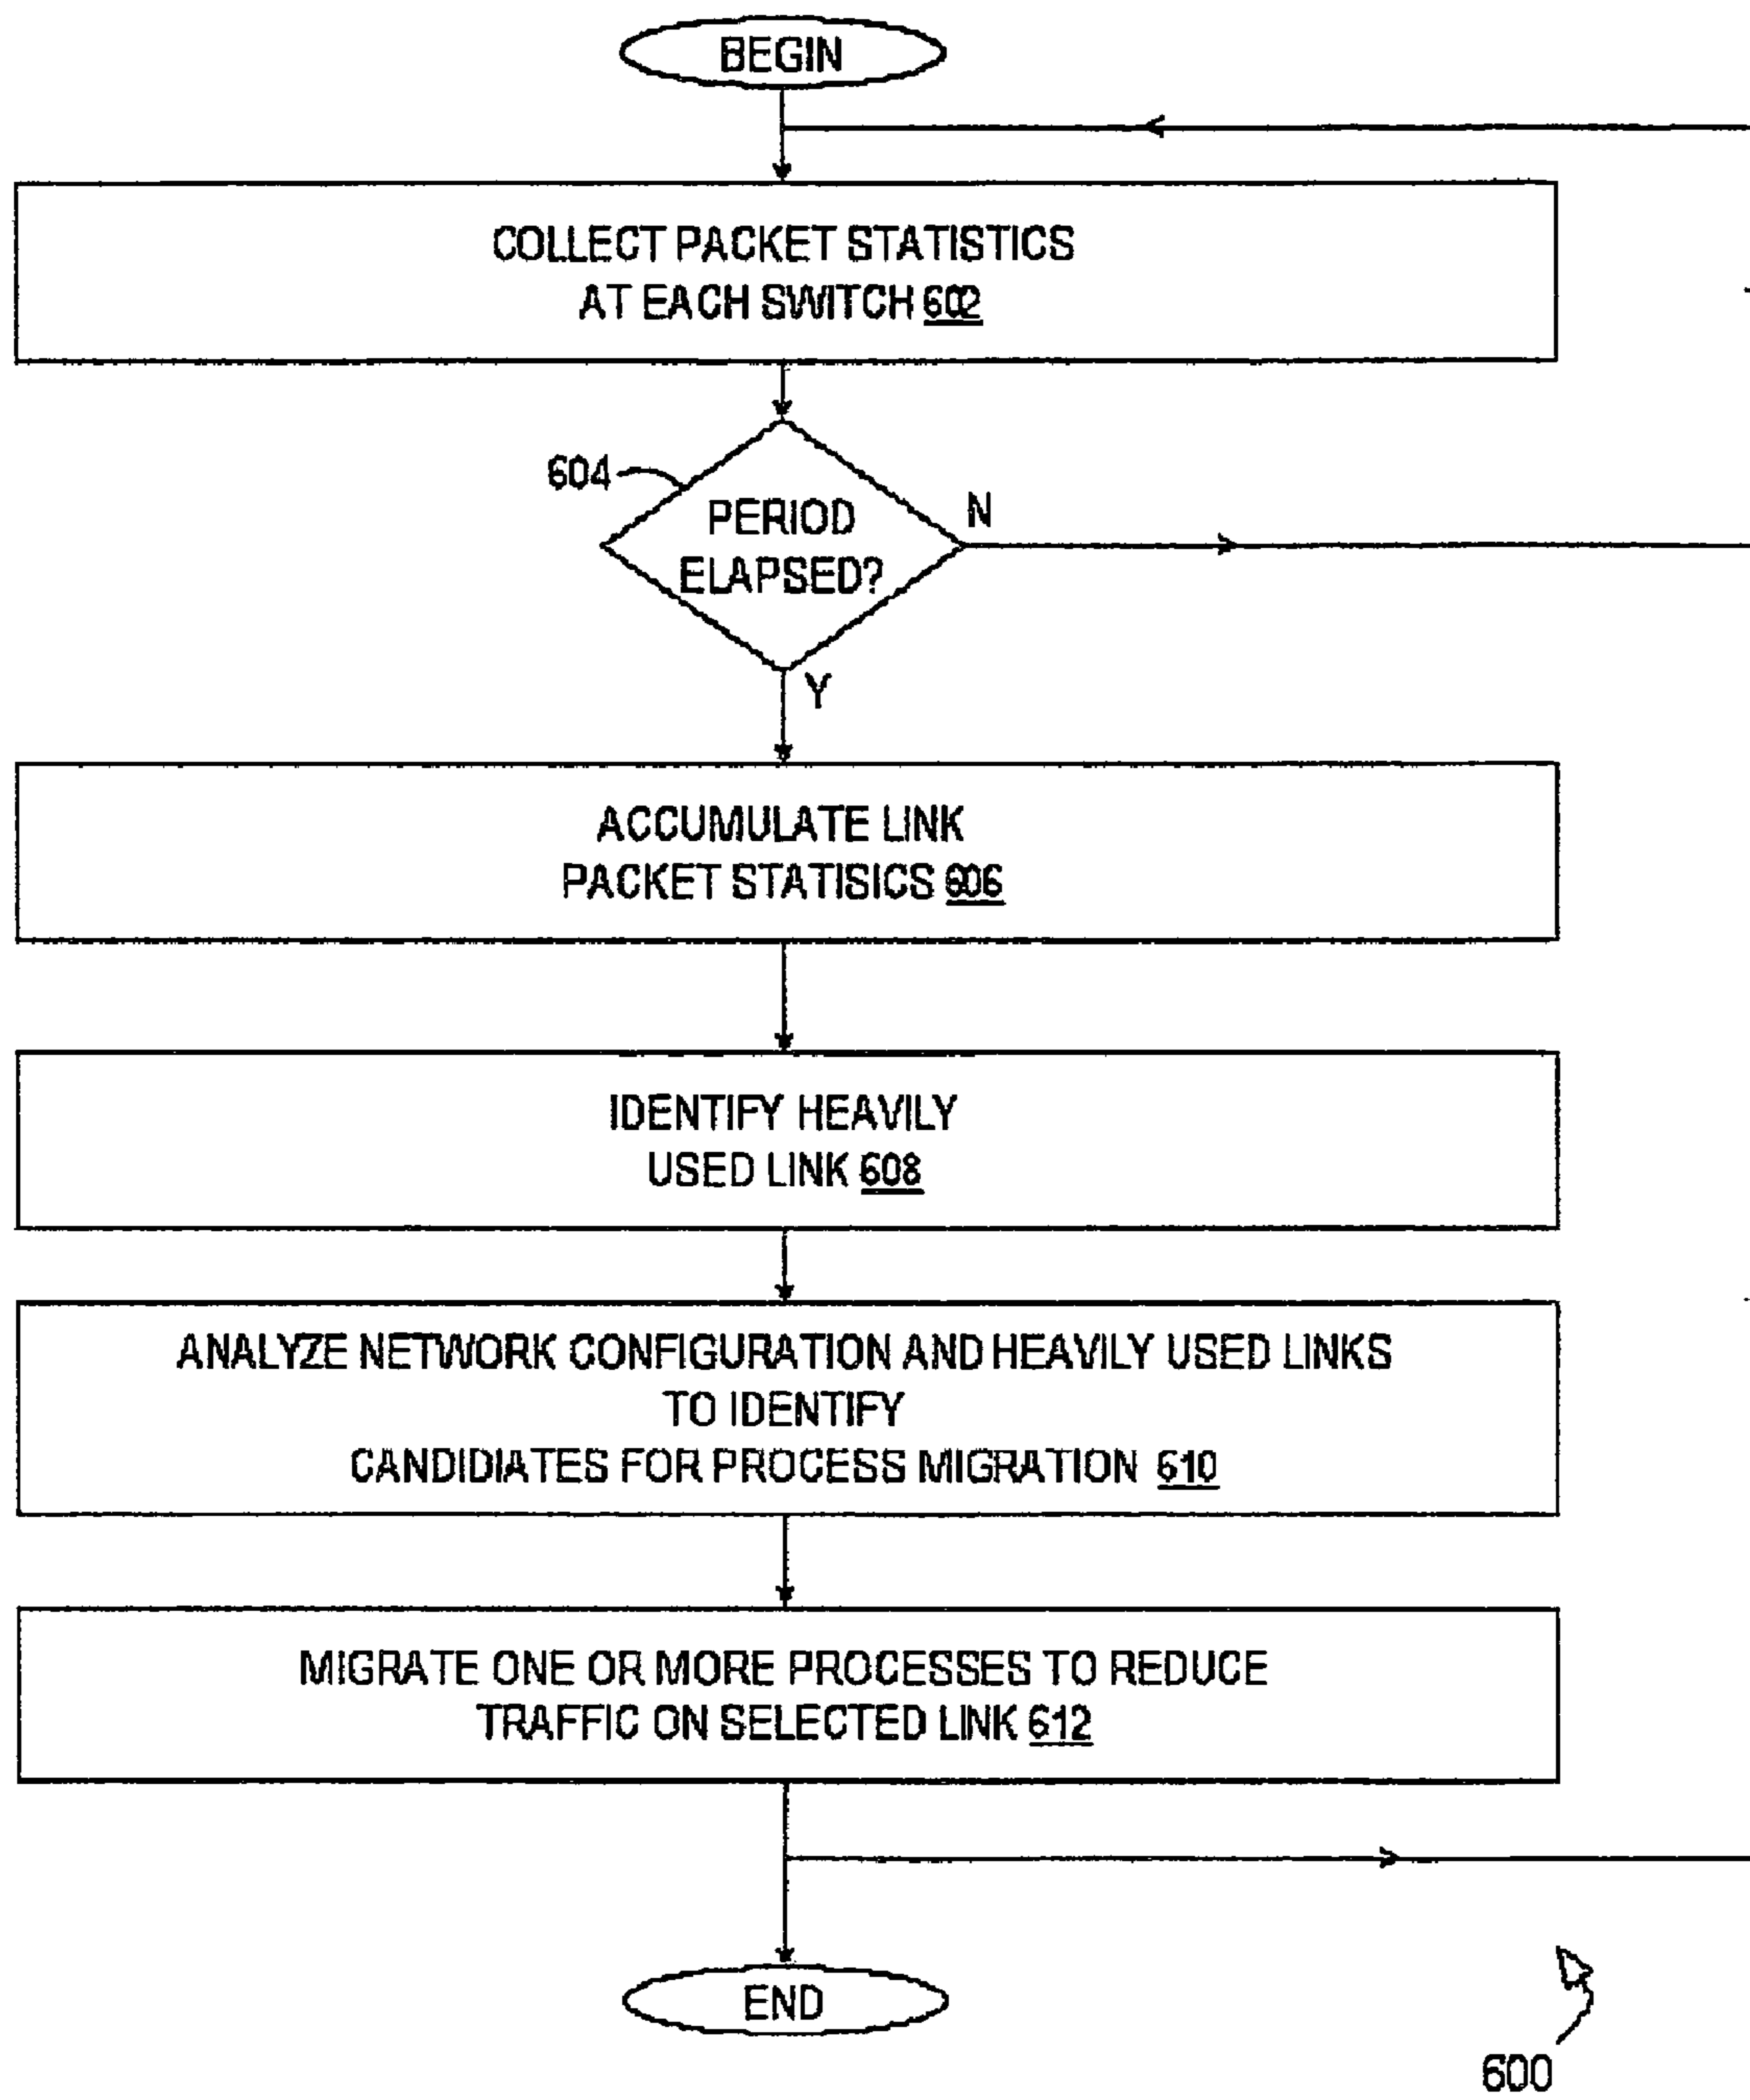 BEGIN
COLLECT PACKET STATISTICS
AT EACH SWITCH 602
604
PERIOD
ELAPSED?
N
Y
ACCUMULATE LINK
PACKET STATISICS 606
IDENTIFY HEAVILY
USED LINK 608
ANALYZE NETWORK CONFIGURATION AND HEAVILY USED LINKS
TO IDENTIFY
CANDIDIATES FOR PROCESS MIGRATION 610
MIGRATE ONE OR MORE PROCESSES TO REDUCE
TRAFFIC ON SELECTED LINK 612
END
600